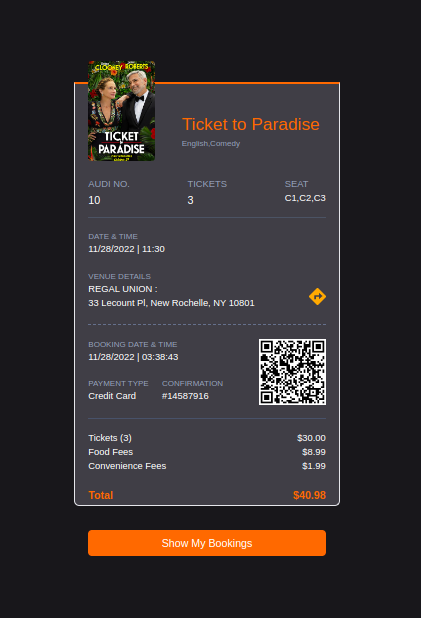 CLOONEY ROBERTS
TICKET
PARADISE
Ticket to Paradise
English,Comedy
AUDI NO. TICKETS SEAT
10 3 C1,C2,C3
DATE & TIME
11/28/2022 | 11:30
VENUE DETAILS
REGAL UNION :
33 Lecount Pl, New Rochelle, NY 10801
BOOKING DATE & TIME
11/28/2022 | 03:38:43
PAYMENT TYPE CONFIRMATION
Credit Card #14587916
Tickets (3) $30.00
Food Fees $8.99
Convenience Fees $1.99
Total $40.98
Show My Bookings